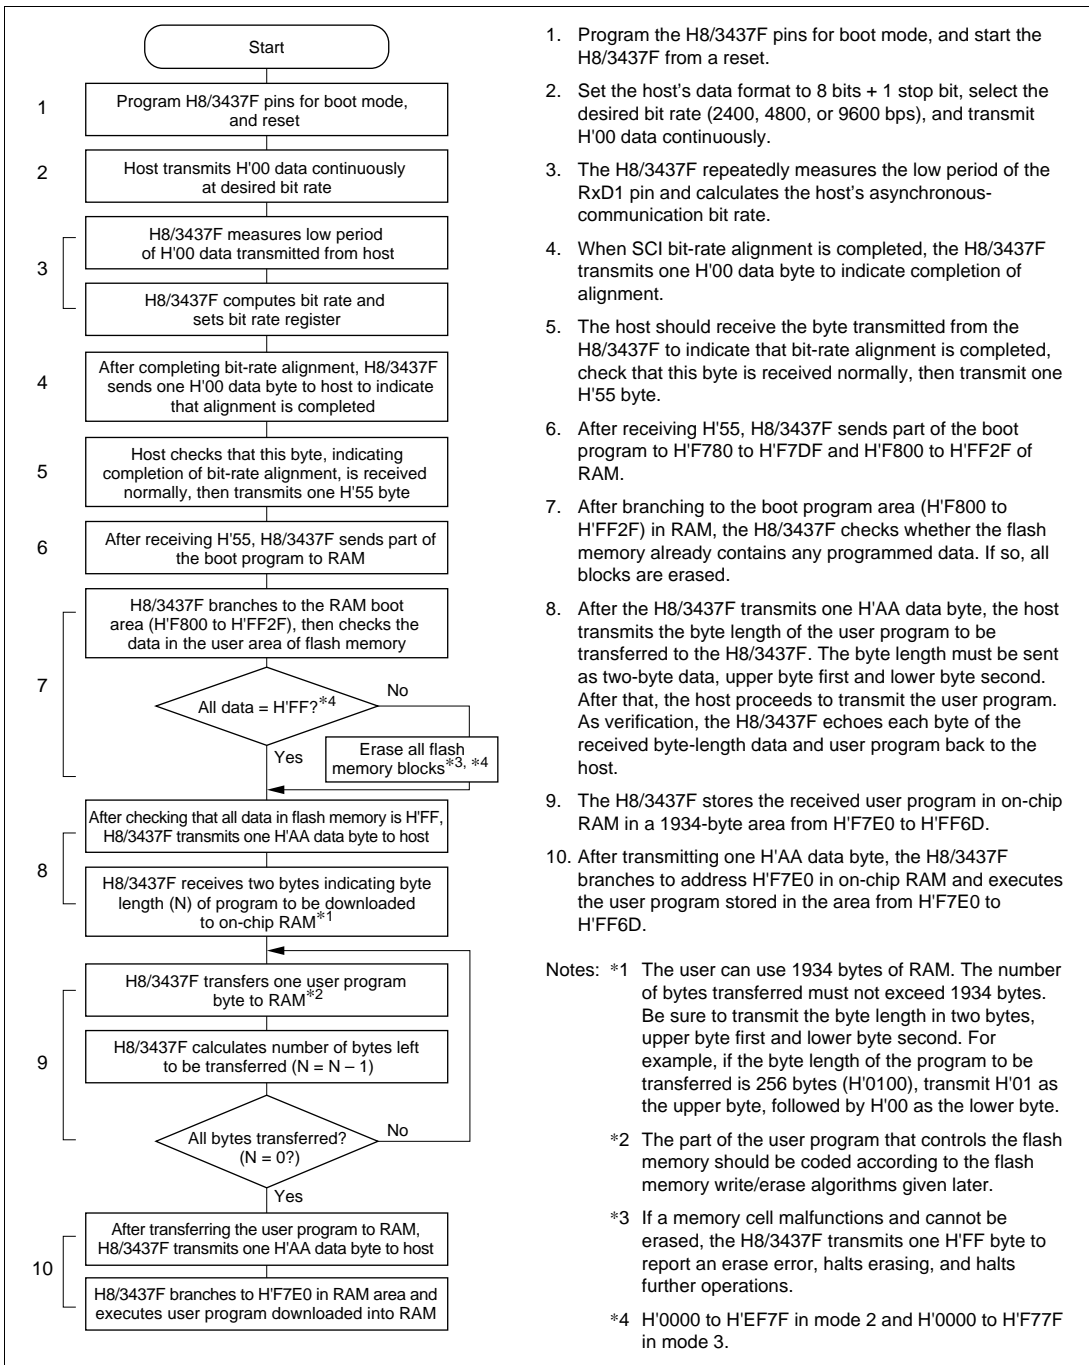 Start
1
Program H8/3437F pins for boot mode,
and reset
2
Host transmits H'00 data continuously
at desired bit rate
3
H8/3437F measures low period
of H'00 data transmitted from host
H8/3437F computes bit rate and
sets bit rate register
4
After completing bit-rate alignment, H8/3437F
sends one H'00 data byte to host to indicate
that alignment is completed
5
Host checks that this byte, indicating
completion of bit-rate alignment, is received
normally, then transmits one H'55 byte
6
After receiving H'55, H8/3437F sends part of
the boot program to RAM
7
H8/3437F branches to the RAM boot
area (H'F800 to H'FF2F), then checks the
data in the user area of flash memory
All data = H'FF?*4
No
Yes
Erase all flash
memory blocks*3, *4
8
After checking that all data in flash memory is H'FF,
H8/3437F transmits one H'AA data byte to host
H8/3437F receives two bytes indicating byte
length (N) of program to be downloaded
to on-chip RAM*1
9
H8/3437F transfers one user program
byte to RAM*2
H8/3437F calculates number of bytes left
to be transferred (N = N – 1)
All bytes transferred?
(N = 0?)
No
Yes
10
After transferring the user program to RAM,
H8/3437F transmits one H'AA data byte to host
H8/3437F branches to H'F7E0 in RAM area and
executes user program downloaded into RAM
1. Program the H8/3437F pins for boot mode, and start the
H8/3437F from a reset.
2. Set the host's data format to 8 bits + 1 stop bit, select the
desired bit rate (2400, 4800, or 9600 bps), and transmit
H'00 data continuously.
3. The H8/3437F repeatedly measures the low period of the
RxD1 pin and calculates the host's asynchronous-
communication bit rate.
4. When SCI bit-rate alignment is completed, the H8/3437F
transmits one H'00 data byte to indicate completion of
alignment.
5. The host should receive the byte transmitted from the
H8/3437F to indicate that bit-rate alignment is completed,
check that this byte is received normally, then transmit one
H'55 byte.
6. After receiving H'55, H8/3437F sends part of the boot
program to H'F780 to H'F7DF and H'F800 to H'FF2F of
RAM.
7. After branching to the boot program area (H'F800 to
H'FF2F) in RAM, the H8/3437F checks whether the flash
memory already contains any programmed data. If so, all
blocks are erased.
8. After the H8/3437F transmits one H'AA data byte, the host
transmits the byte length of the user program to be
transferred to the H8/3437F. The byte length must be sent
as two-byte data, upper byte first and lower byte second.
After that, the host proceeds to transmit the user program.
As verification, the H8/3437F echoes each byte of the
received byte-length data and user program back to the
host.
9. The H8/3437F stores the received user program in on-chip
RAM in a 1934-byte area from H'F7E0 to H'FF6D.
10. After transmitting one H'AA data byte, the H8/3437F
branches to address H'F7E0 in on-chip RAM and executes
the user program stored in the area from H'F7E0 to
H'FF6D.
Notes: *1 The user can use 1934 bytes of RAM. The number
of bytes transferred must not exceed 1934 bytes.
Be sure to transmit the byte length in two bytes,
upper byte first and lower byte second. For
example, if the byte length of the program to be
transferred is 256 bytes (H'0100), transmit H'01 as
the upper byte, followed by H'00 as the lower byte.
*2 The part of the user program that controls the flash
memory should be coded according to the flash
memory write/erase algorithms given later.
*3 If a memory cell malfunctions and cannot be
erased, the H8/3437F transmits one H'FF byte to
report an erase error, halts erasing, and halts
further operations.
*4 H'0000 to H'EF7F in mode 2 and H'0000 to H'F77F
in mode 3.